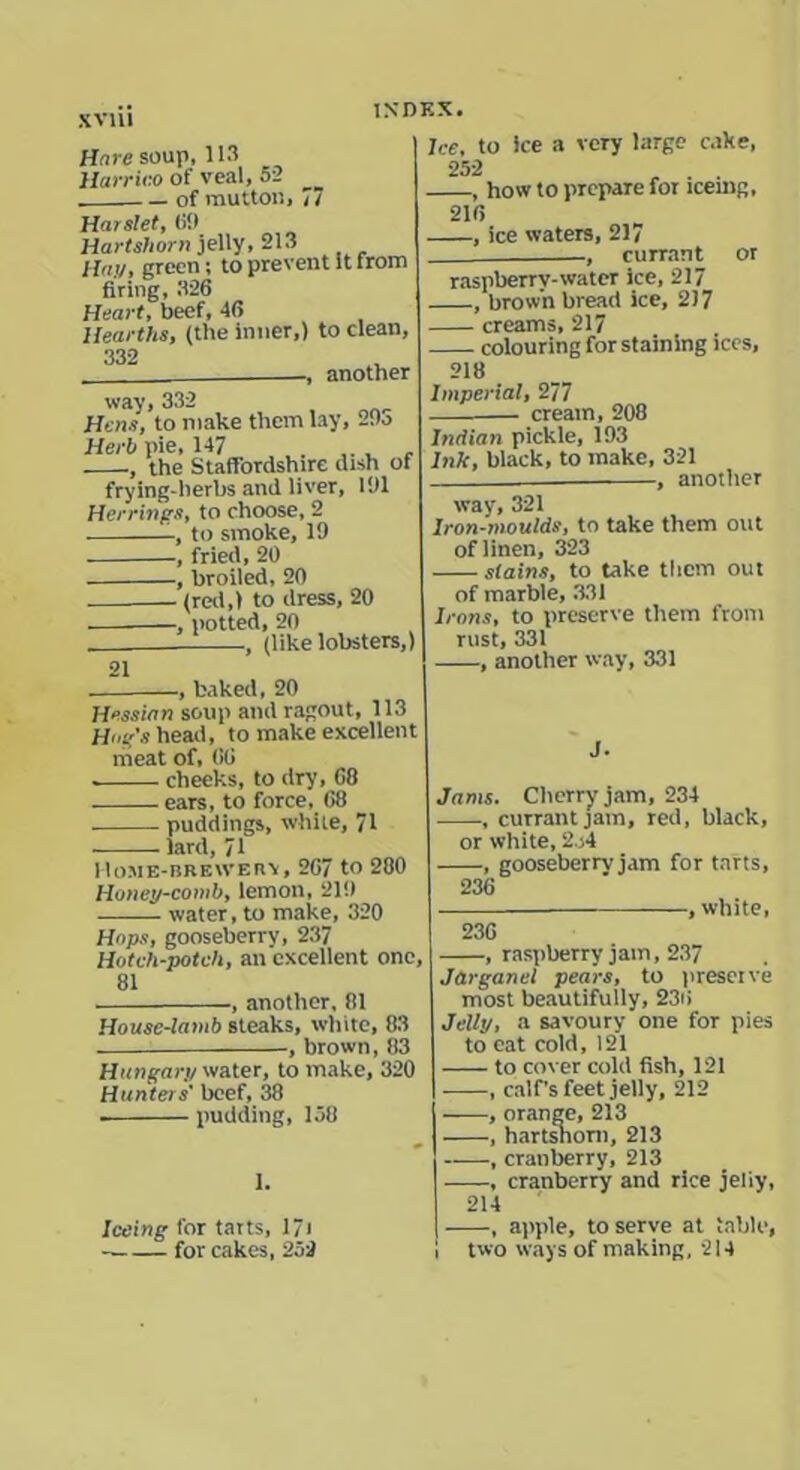 xviii
INDEX.
Hare soup, 113
Harrico of veal, 52
——— of mutton, 77
Harslet, 69
Hartshorn jelly, 213
Hay, green; to prevent it from
firing, 326
Heart, beef, 46
Hearths, (the inner,) to clean,
332
———————, another
way, 332
Hens, to make them lay, 295
Herb pie, 147
——, the Staffordshire dish of
frying-herbs and liver, 191
Herrings, to choose, 2
———, to smoke, 19
———, fried, 20
———, broiled, 20
——— (red,) to dress, 20
———, potted, 20
—————, (like lobsters,)
21
———, baked, 20
Hessian soup and ragout, 113
Hog's head, to make excellent
meat of, 66
——— cheeks, to dry, 68
——— ears, to force, 68
——— puddings, white, 71
——— lard, 71
HOME-BREWERY, 267 to 280
Honey-comb, lemon, 219
——— water, to make, 320
Hops, gooseberry, 237
Hotch-potch, an excellent one,
81
—————, another, 81
House-lamb steaks, white, 83
———————, brown, 83
Hungary water, to make, 320
Hunters' beef, 38
——— pudding, 158
I.
Iceing for tarts, 171
——— for cakes, 252
Ice, to ice a very large cake,
252
——, how to prepare for iceing,
216
——, ice waters, 217
———————, currant or
raspberry-water ice, 217
——, brown bread ice, 217
—— creams, 217
—— colouring for staining ices,
218
Imperial, 277
——— cream, 208
Indian pickle, 193
Ink, black, to make, 321
—————————, another
way, 321
Iron-moulds, to take them out
of linen, 323
—— stains, to take them out
of marble, 331
Irons, to preserve them from
rust, 331
——, another way, 331
J.
Jams. Cherry jam, 234
——, currant jam, red, black,
or white, 234
——, gooseberry jam for tarts,
236
—————————, white,
236
——, raspberry jam, 237
Jarganel pears, to preserve
most beautifully, 236
Jelly, a savoury one for pies
to eat cold, 121
—— to cover cold fish, 121
——, calf's feet jelly, 212
——, orange, 213
——, hartshorn, 213
——, cranberry, 213
——, cranberry and rice jelly,
214
——, apple, to serve at table,
two ways of making, 214